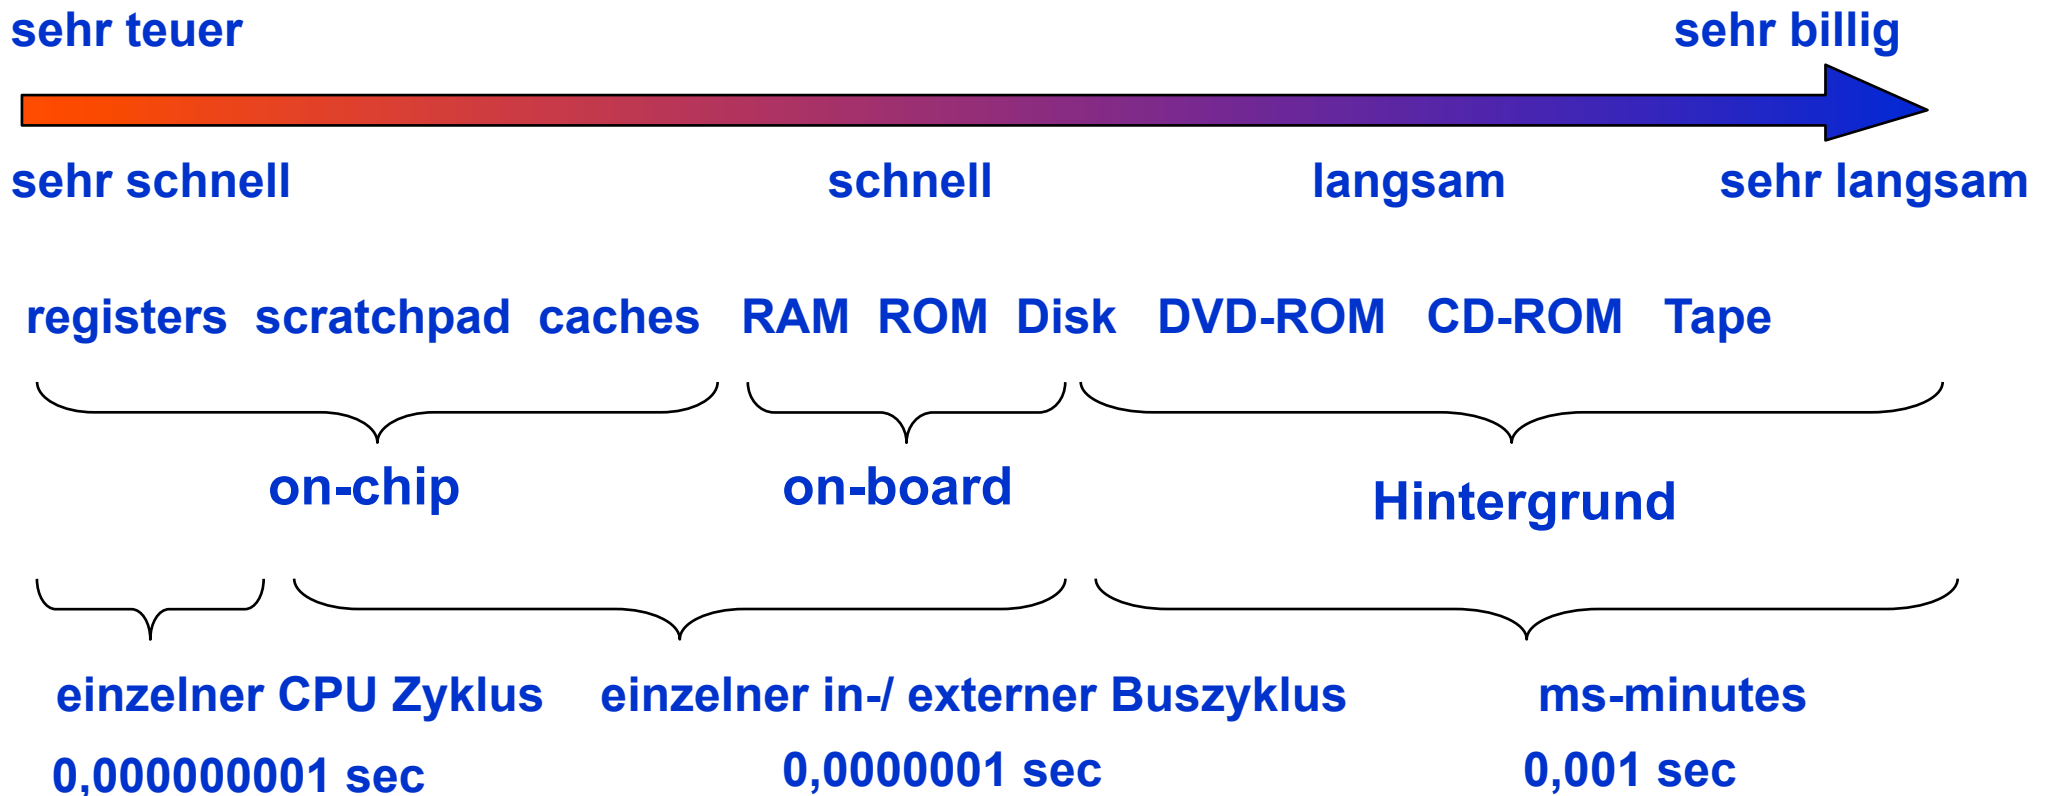 sehr teuer sehr billig
sehr schnell schnell langsam sehr langsam
registers scratchpad caches RAM ROM Disk DVD-ROM CD-ROM Tape
on-chip on-board Hintergrund
einzelner CPU Zyklus einzelner in-/ externer Buszyklus ms-minutes
0,000000001 sec 0,0000001 sec 0,001 sec